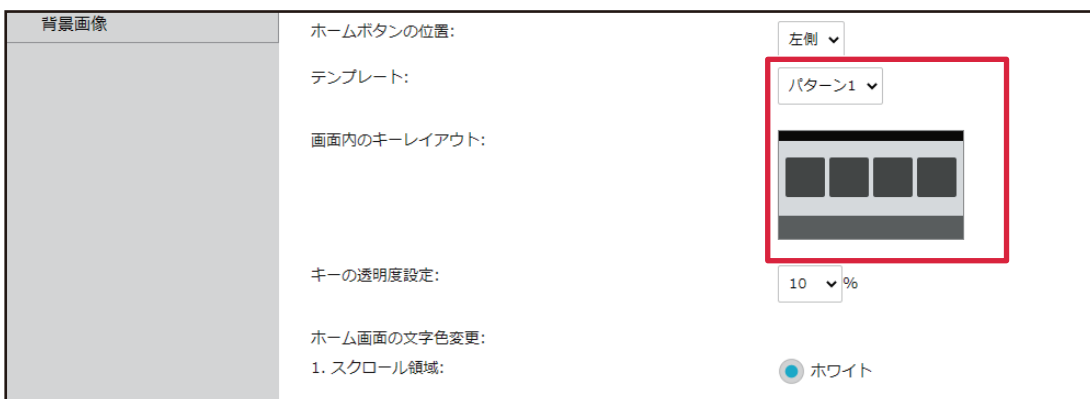 背景画像
ホームボタンの位置: 左側
テンプレート: パターン1
画面内のキーレイアウト:
キーの透明度設定: 10 %
ホーム画面の文字色変更:
1. スクロール領域: ホワイト